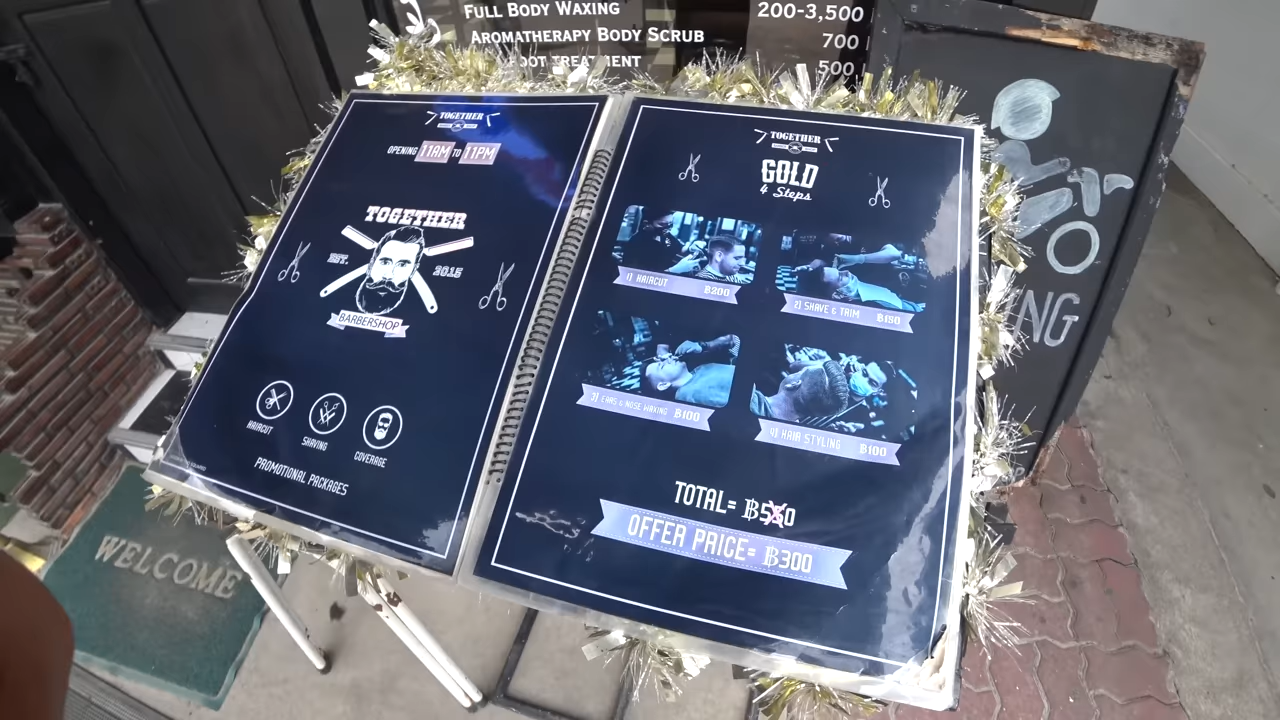 FULL BODY WAXING 200-3,500
AROMATHERAPY BODY SCRUB 700
FOOT TREATMENT 500
TOGETHER
OPENING 11AM TO 11PM
TOGETHER
EST. 2015
BARBERSHOP
HAIRCUT
SHAVING
COVERAGE
PROMOTIONAL PACKAGES
TOGETHER
GOLD
4 Steps
1) HAIRCUT ฿200
2) SHAVE & TRIM ฿150
3) EARS & NOSE WAXING ฿100
4) HAIR STYLING ฿100
TOTAL= ฿550
OFFER PRICE= ฿300
WELCOME